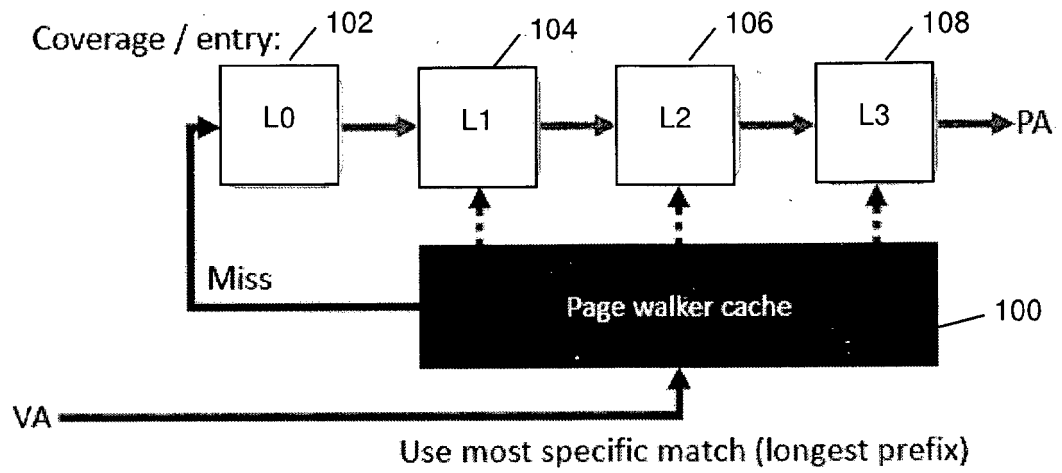 Coverage / entry:
102
104
106
108
L0
L1
L2
L3
PA
Miss
Page walker cache
100
VA
Use most specific match (longest prefix)